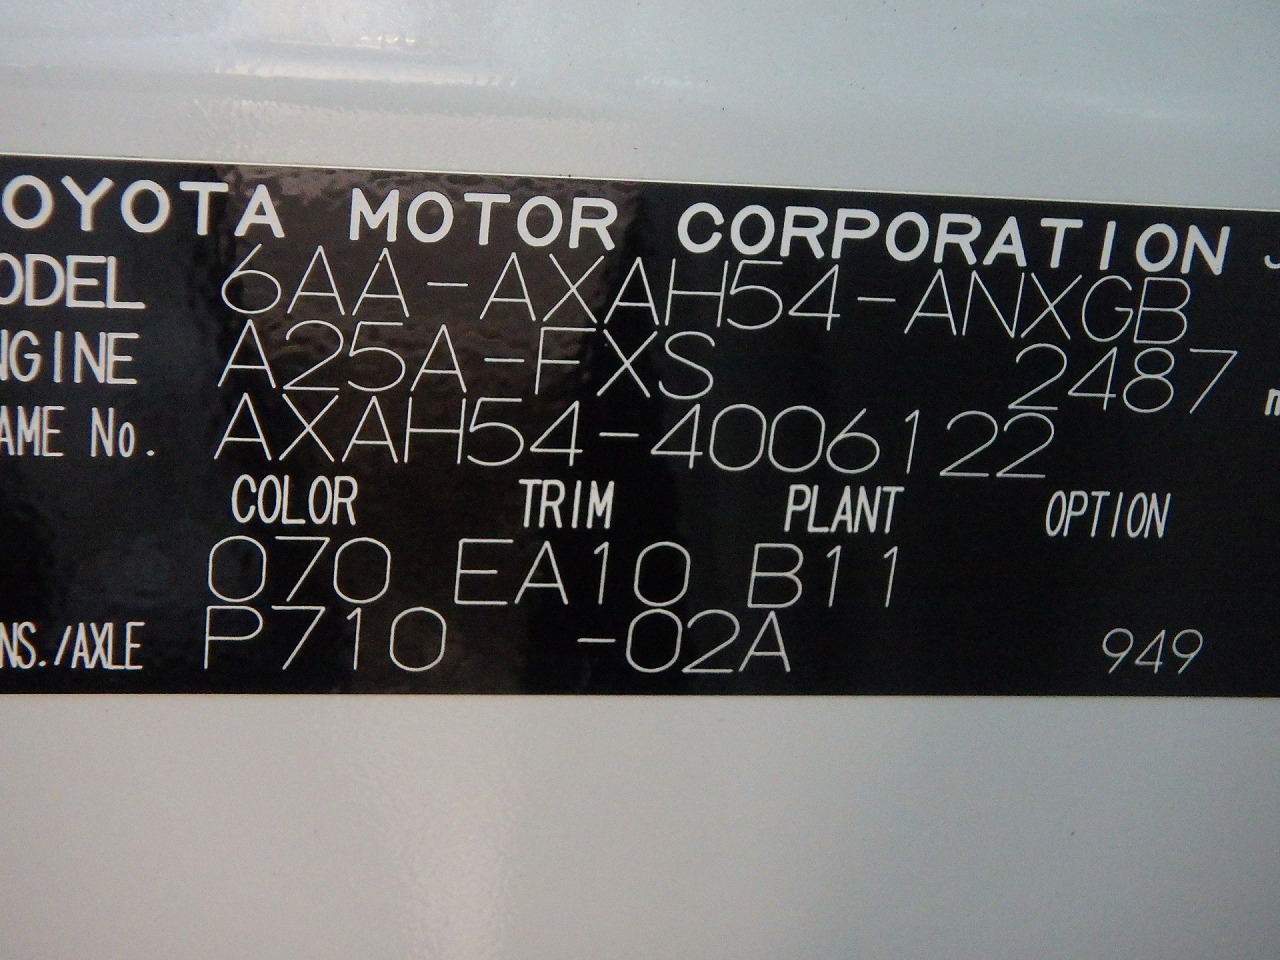 OYOTA MOTOR CORPORATION J
ODEL 6AA-AXAH54-ANXGB
NGINE A25A-FXS 2487 m
AME No. AXAH54-4006122
COLOR TRIM PLANT OPTION
070 EA10 B11
NS./AXLE P710 -02A 949